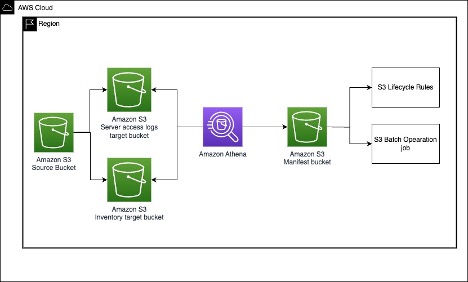 AWS Cloud
Region
Amazon S3
Server access logs
target bucket
S3 Lifecycle Rules
Amazon S3
Source Bucket
Amazon Athena
Amazon S3
Manifest bucket
S3 Batch Opearation
job
Amazon S3
Inventory target bucket